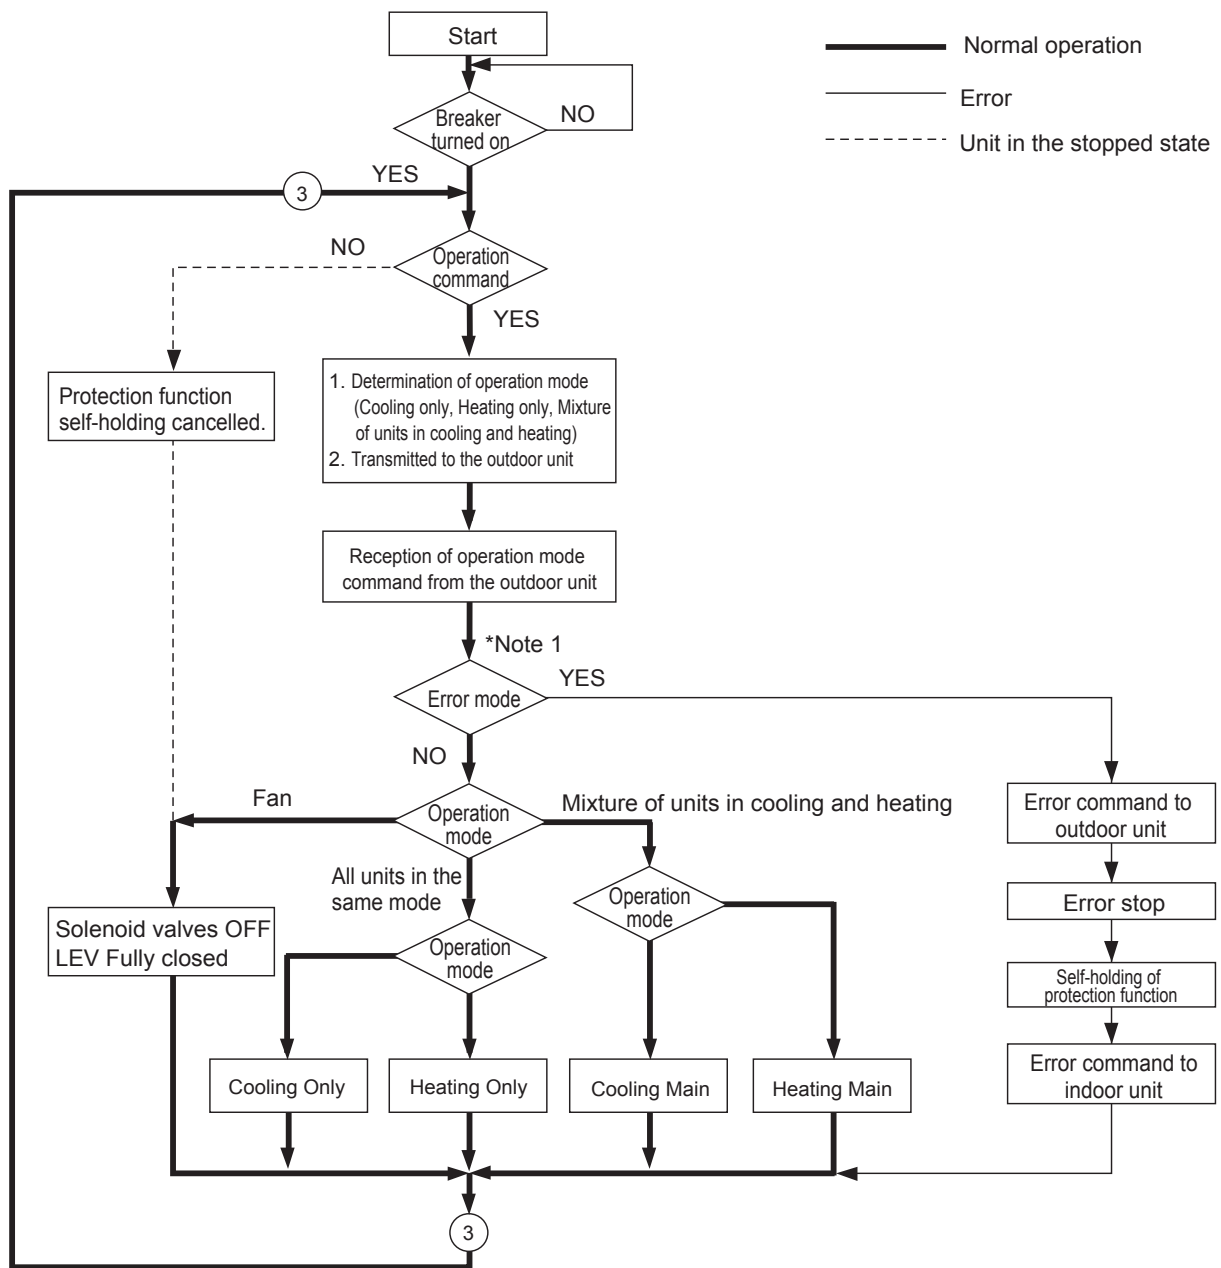 Start
Normal operation
Error
Unit in the stopped state
Breaker
turned on
NO
YES
3
NO
Operation
command
YES
Protection function
self-holding cancelled.
1. Determination of operation mode
(Cooling only, Heating only, Mixture
of units in cooling and heating)
2. Transmitted to the outdoor unit
Reception of operation mode
command from the outdoor unit
*Note 1
Error mode
YES
NO
Fan
Operation
mode
Mixture of units in cooling and heating
Error command to
outdoor unit
All units in the
same mode
Operation
mode
Error stop
Solenoid valves OFF
LEV Fully closed
Operation
mode
Self-holding of
protection function
Cooling Only
Heating Only
Cooling Main
Heating Main
Error command to
indoor unit
3